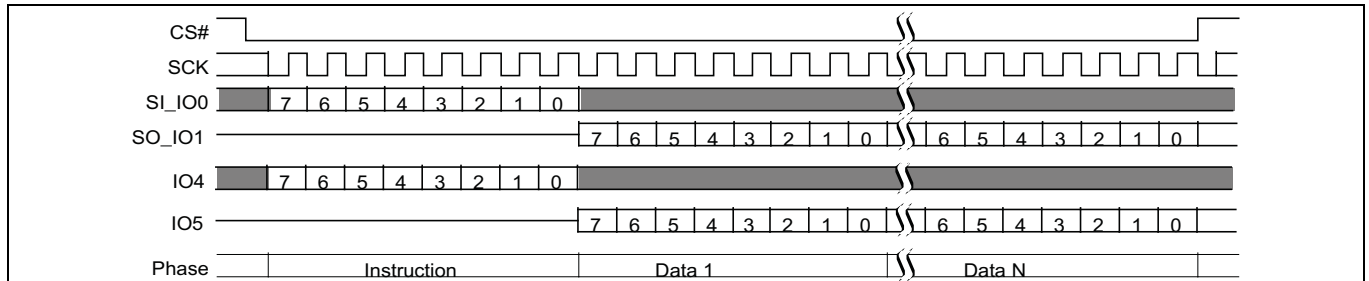 CS#
SCK
SI_IO0 7 6 5 4 3 2 1 0
SO_IO1 7 6 5 4 3 2 1 0 6 5 4 3 2 1 0
IO4 7 6 5 4 3 2 1 0
IO5 7 6 5 4 3 2 1 0 6 5 4 3 2 1 0
Phase Instruction Data 1 Data N